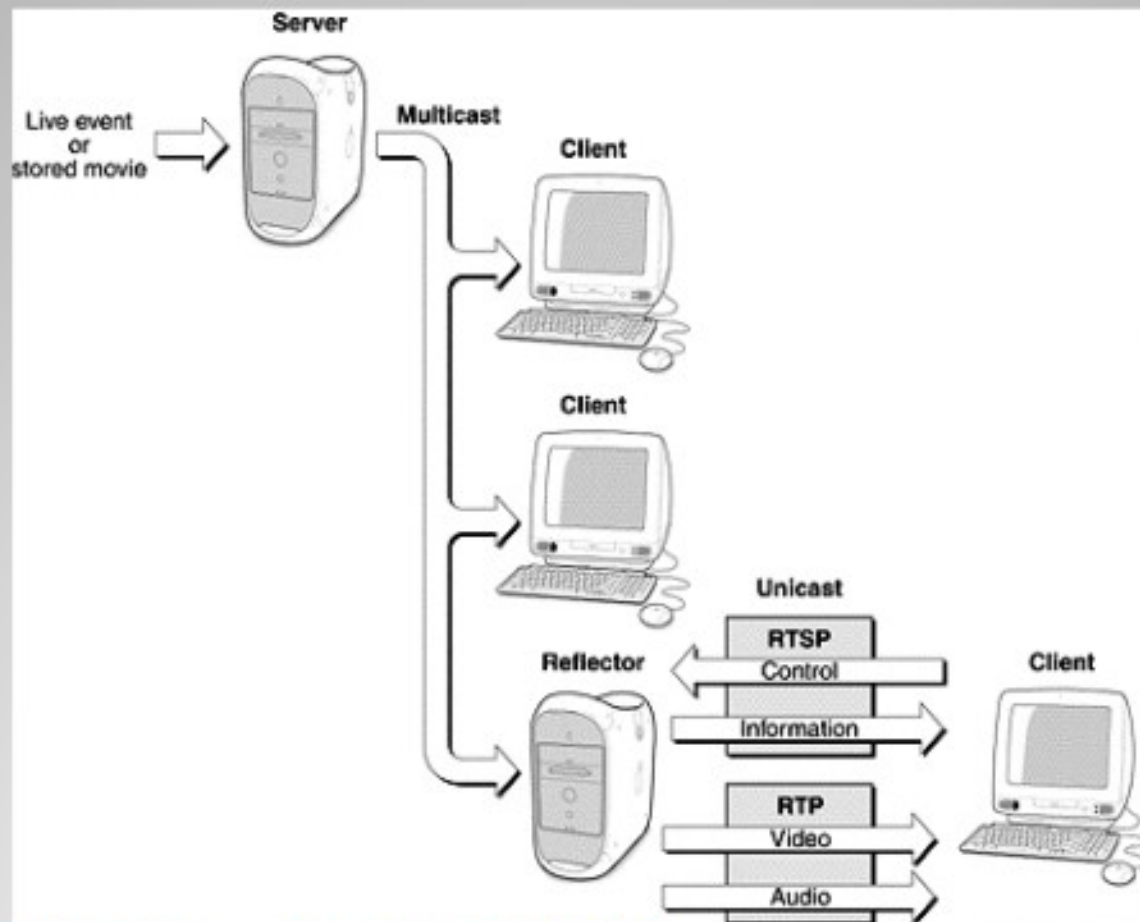 Server
Live event
or
stored movie
Multicast
Client
Client
Unicast
RTSP
Reflector
Control
Client
Information
RTP
Video
Audio